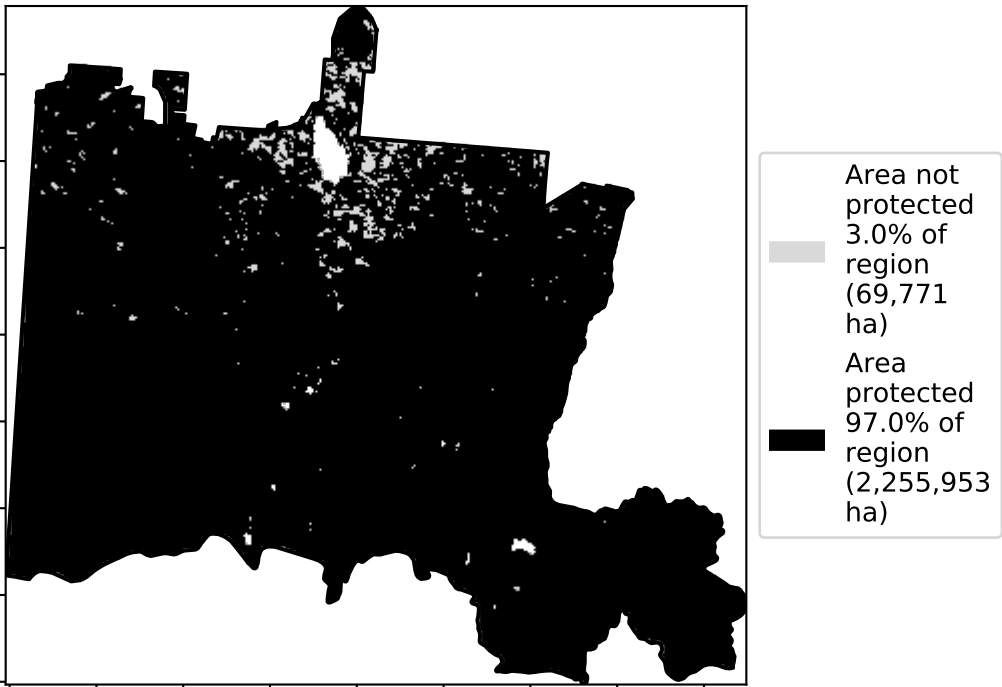 Area not
protected
3.0% of
region
(69,771
ha)
Area
protected
97.0% of
region
(2,255,953
ha)